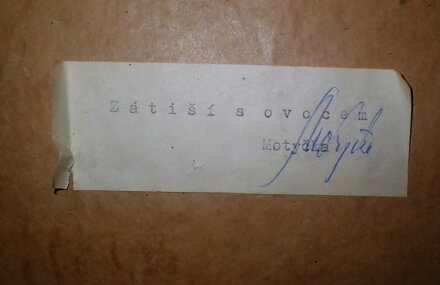 Zátiší s ovocem
Motyčka